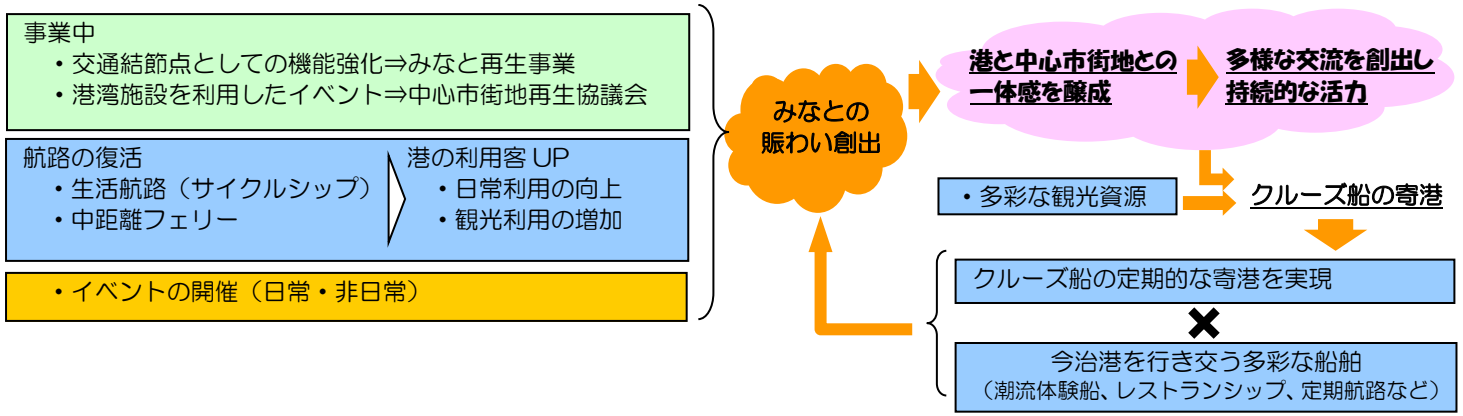 事業中
・交通結節点としての機能強化⇒みなと再生事業
・港湾施設を利用したイベント⇒中心市街地再生協議会
航路の復活
・生活航路（サイクルシップ）
・中距離フェリー
港の利用客 UP
・日常利用の向上
・観光利用の増加
・イベントの開催（日常・非日常）
みなとの
賑わい創出
港と中心市街地との
一体感を醸成
多様な交流を創出し
持続的な活力
・多彩な観光資源
クルーズ船の寄港
クルーズ船の定期的な寄港を実現
×
今治港を行き交う多彩な船舶
（潮流体験船、レストランシップ、定期航路など）